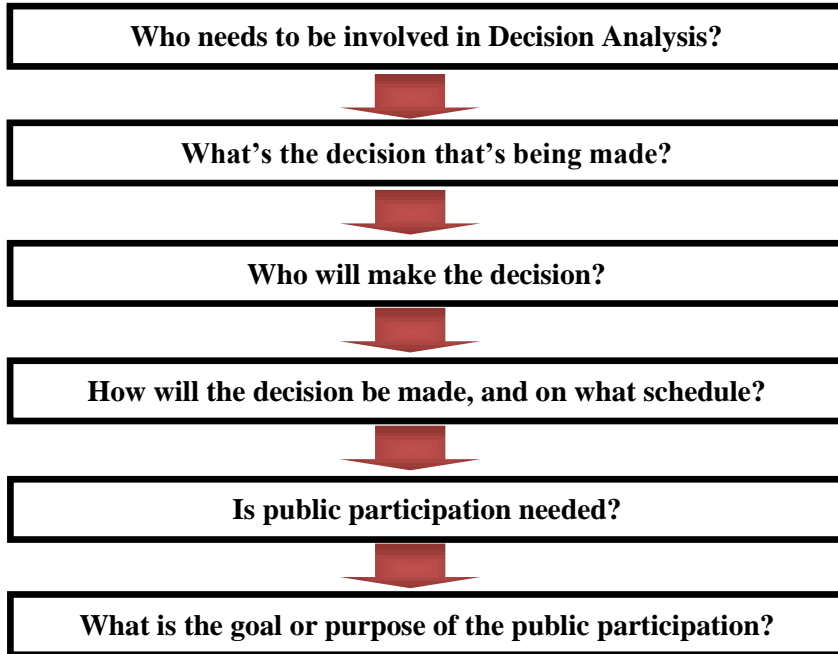 Who needs to be involved in Decision Analysis?
What’s the decision that’s being made?
Who will make the decision?
How will the decision be made, and on what schedule?
Is public participation needed?
What is the goal or purpose of the public participation?